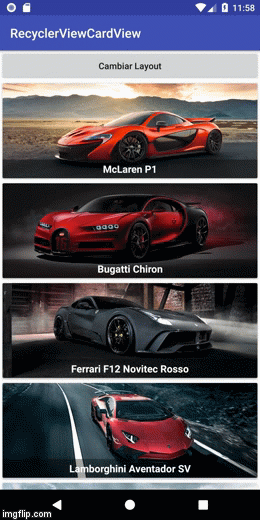 11:58
RecyclerViewCardView
Cambiar Layout
McLaren P1
Bugatti Chiron
Ferrari F12 Novitec Rosso
Lamborghini Aventador SV
imgflip.com